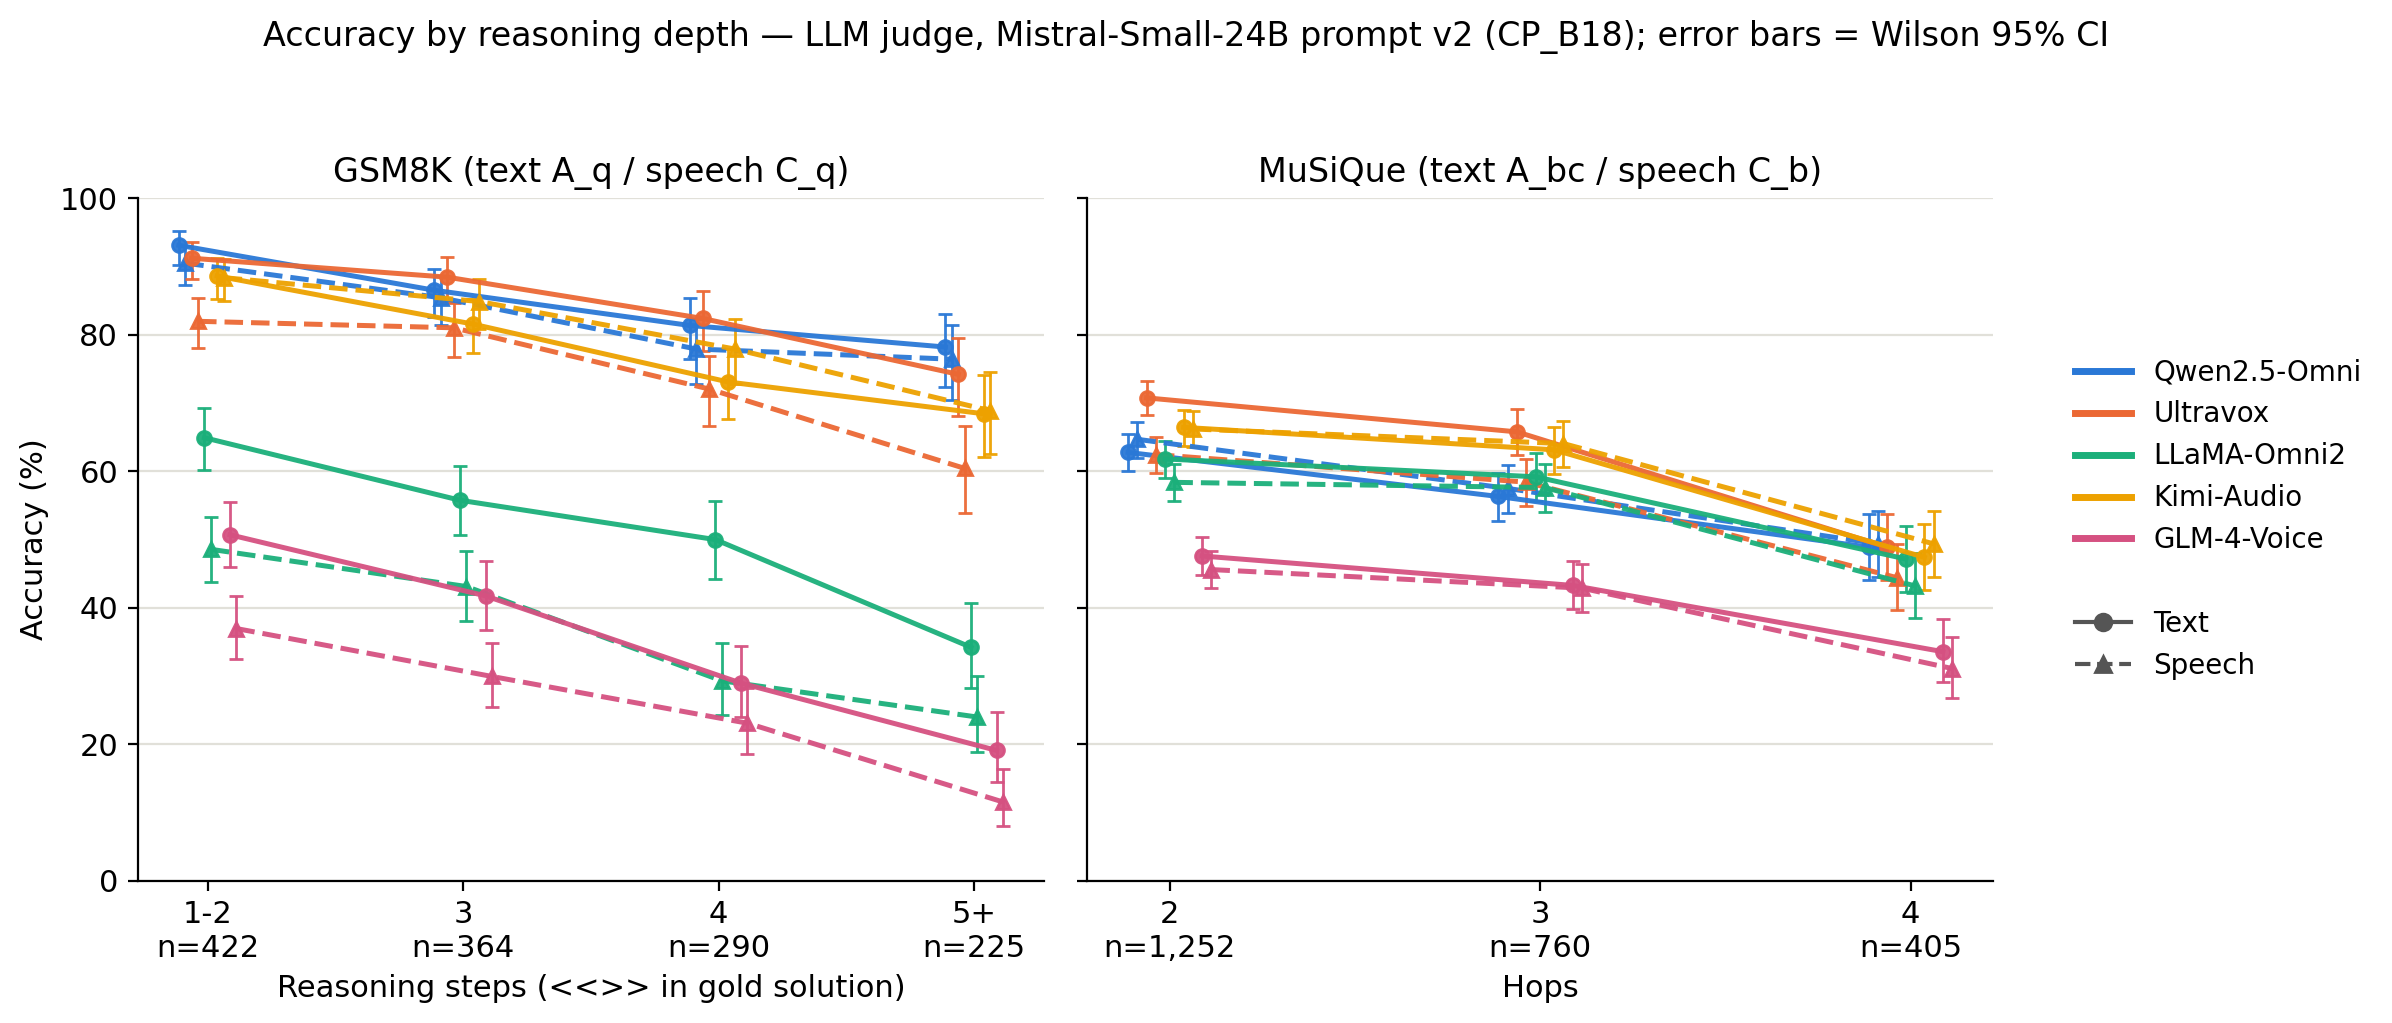 Accuracy by reasoning depth — LLM judge, Mistral-Small-24B prompt v2 (CP_B18); error bars = Wilson 95% CI
GSM8K (text A_q / speech C_q)
MuSiQue (text A_bc / speech C_b)
Accuracy (%)
100
80
60
40
20
0
1-2
3
4
5+
n=422
n=364
n=290
n=225
Reasoning steps (<<>> in gold solution)
2
3
4
n=1,252
n=760
n=405
Hops
Qwen2.5-Omni
Ultravox
LLaMA-Omni2
Kimi-Audio
GLM-4-Voice
Text
Speech